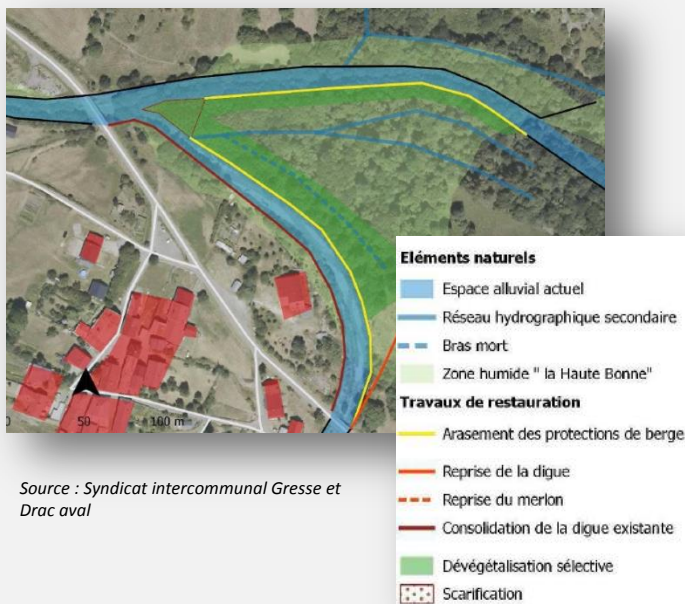 0 50 100 m
Eléments naturels
Espace alluvial actuel
Réseau hydrographique secondaire
Bras mort
Zone humide " la Haute Bonne"
Travaux de restauration
Arasement des protections de berge
Reprise de la digue
Reprise du merlon
Consolidation de la digue existante
Dévégétalisation sélective
Scarification
Source : Syndicat intercommunal Gresse et
Drac aval